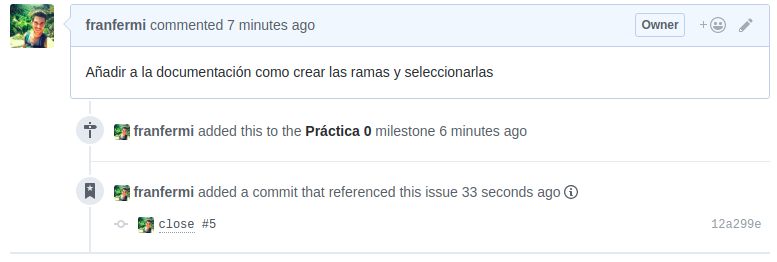 franfermi commented 7 minutes ago Owner
Añadir a la documentación como crear las ramas y seleccionarlas
franfermi added this to the Práctica 0 milestone 6 minutes ago
franfermi added a commit that referenced this issue 33 seconds ago
close #5 12a299e